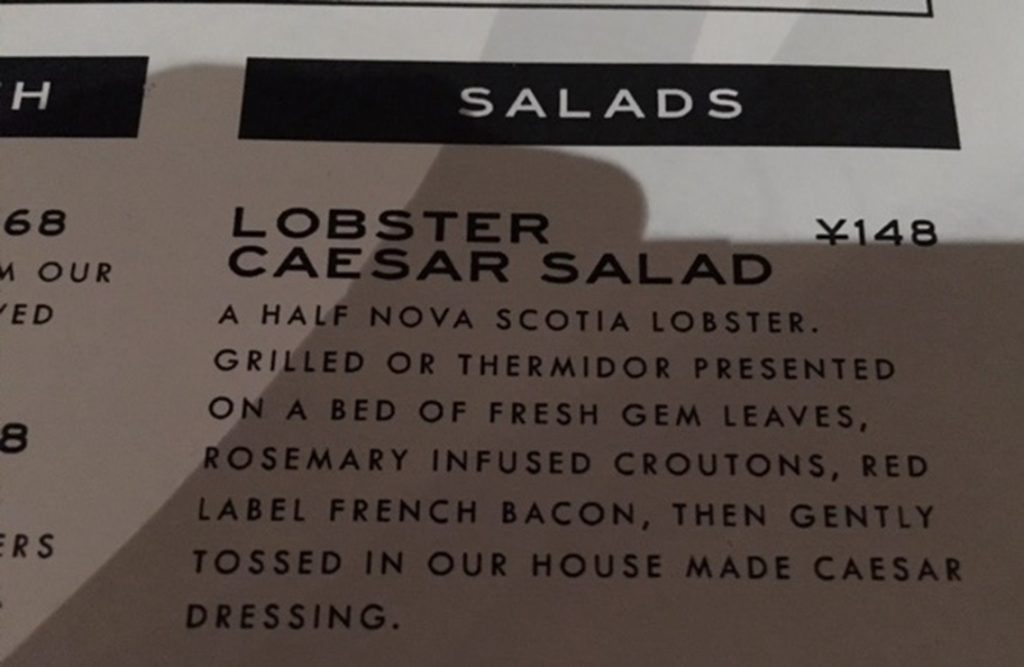 H
SALADS
68
M OUR
ED
8
ERS
LOBSTER
CAESAR SALAD
¥148
A HALF NOVA SCOTIA LOBSTER.
GRILLED OR THERMIDOR PRESENTED
ON A BED OF FRESH GEM LEAVES,
ROSEMARY INFUSED CROUTONS, RED
LABEL FRENCH BACON, THEN GENTLY
TOSSED IN OUR HOUSE MADE CAESAR
DRESSING.